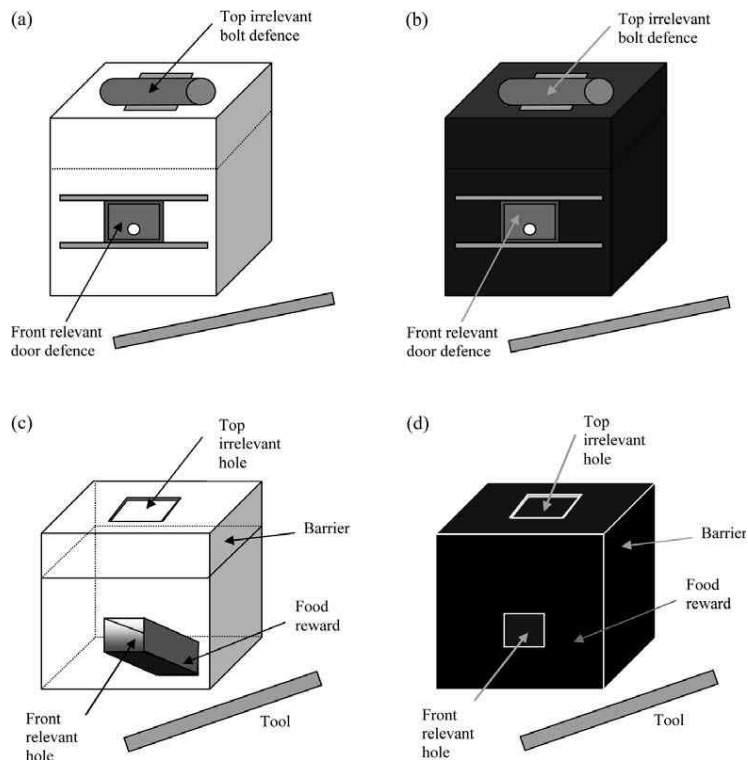 (a)
Top irrelevant
bolt defence
Front relevant
door defence
(b)
Top irrelevant
bolt defence
Front relevant
door defence
(c)
Top
irrelevant
hole
Barrier
Food
reward
Front
relevant
hole
Tool
(d)
Top
irrelevant
hole
Barrier
Food
reward
Front
relevant
hole
Tool